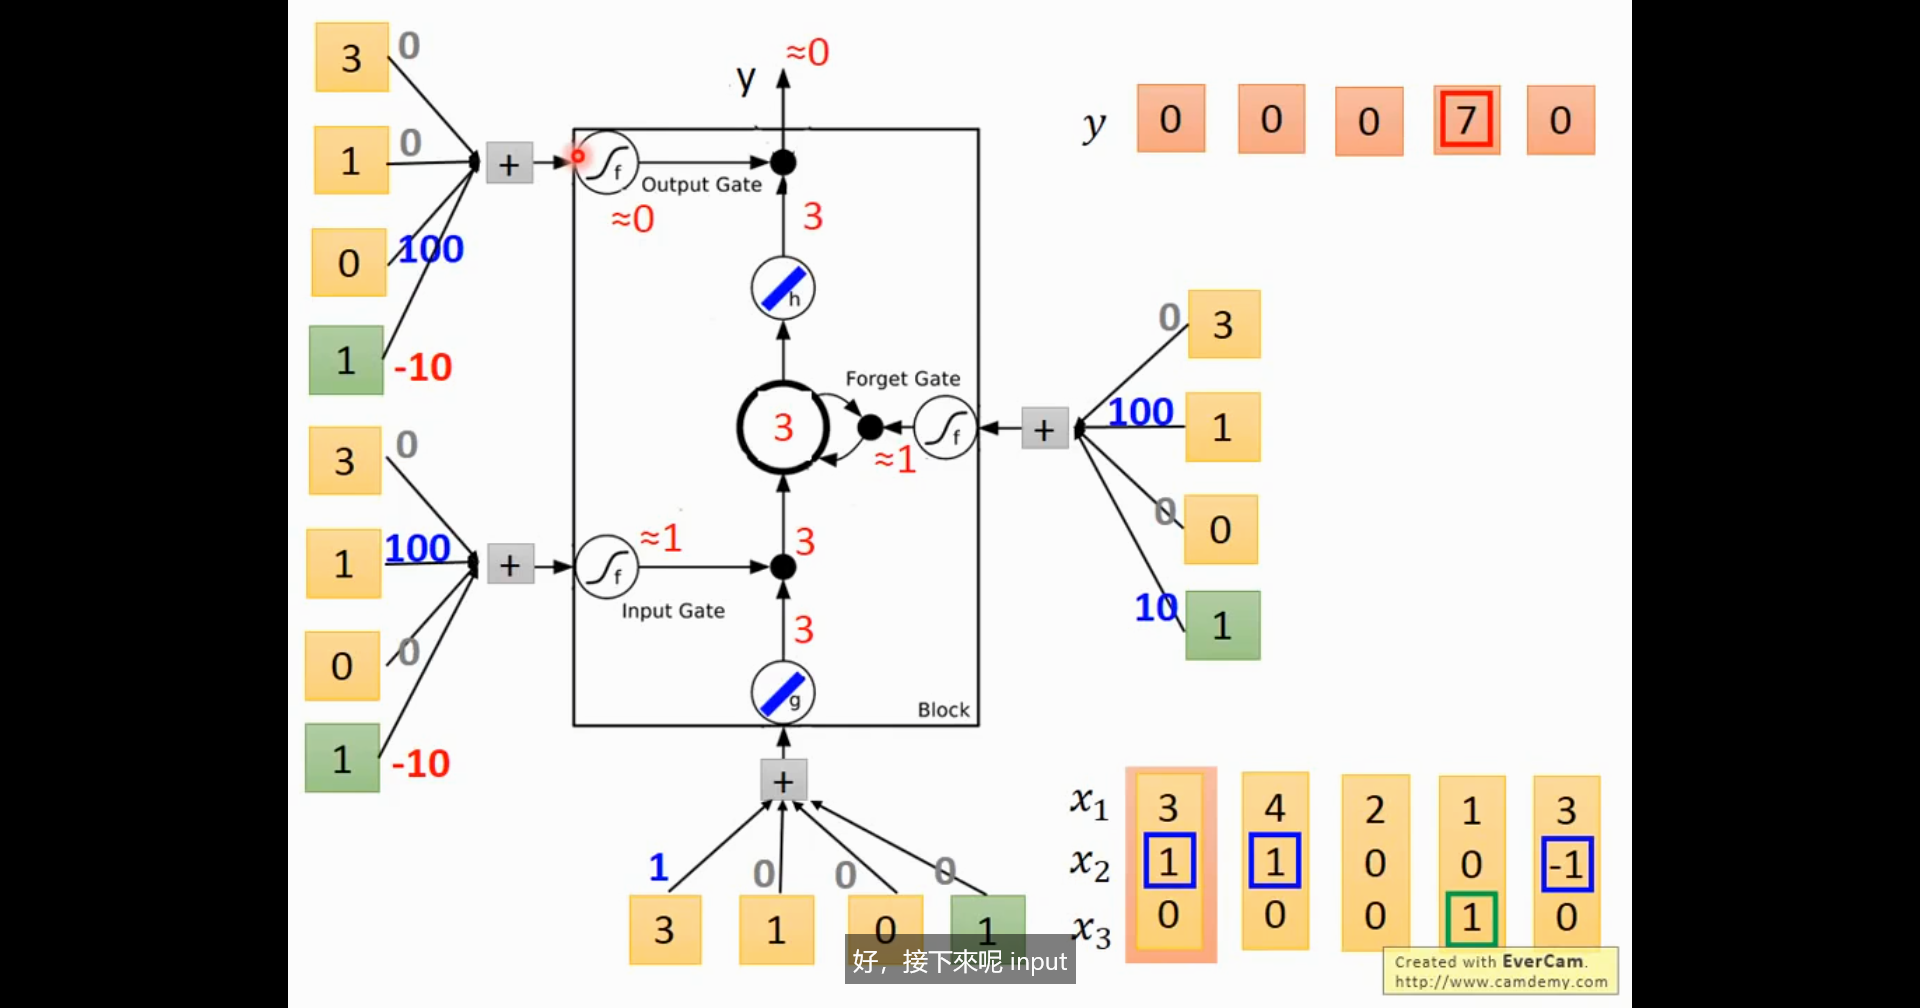 3 0
1 0
0 100
1 -10
y ≈0
+
f
Output Gate
≈0
3
h
3
Forget Gate
f
≈1
+
0 3
100 1
0 0
10 1
3 0
1 100
0 0
1 -10
+
f
≈1
Input Gate
3
3
g
Block
+
1 0 0 0
3 1 0 1
y 0 0 0 7 0
x₁ 3 4 2 1 3
x₂ 1 1 0 0 -1
x₃ 0 0 0 1 0
好，接下來呢 input
Created with EverCam.
http://www.camdemy.com